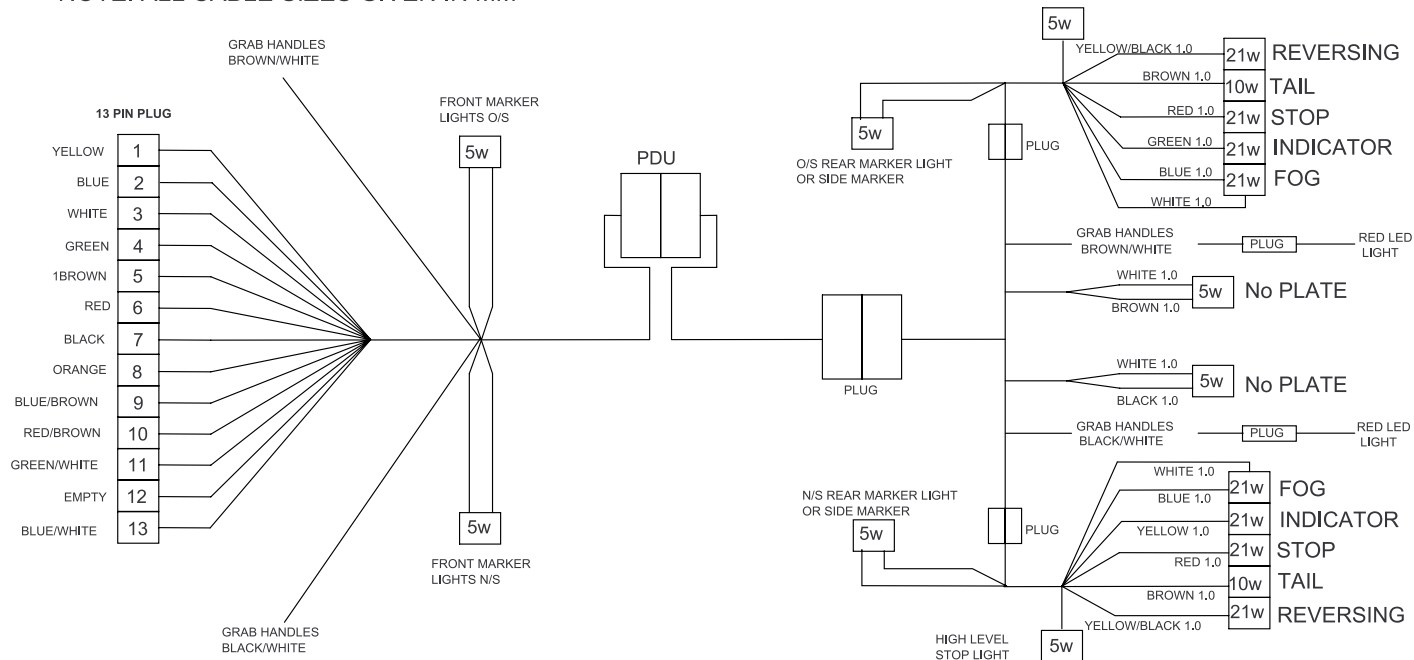 GRAB HANDLES
BROWN/WHITE
13 PIN PLUG
YELLOW 1
BLUE 2
WHITE 3
GREEN 4
1BROWN 5
RED 6
BLACK 7
ORANGE 8
BLUE/BROWN 9
RED/BROWN 10
GREEN/WHITE 11
EMPTY 12
BLUE/WHITE 13
GRAB HANDLES
BLACK/WHITE
FRONT MARKER
LIGHTS O/S
5w
5w
FRONT MARKER
LIGHTS N/S
PDU
PLUG
5w
O/S REAR MARKER LIGHT
OR SIDE MARKER
PLUG
5w
YELLOW/BLACK 1.0 21w REVERSING
BROWN 1.0 10w TAIL
RED 1.0 21w STOP
GREEN 1.0 21w INDICATOR
BLUE 1.0 21w FOG
WHITE 1.0
GRAB HANDLES
BROWN/WHITE
PLUG
RED LED
LIGHT
WHITE 1.0
5w No PLATE
BROWN 1.0
WHITE 1.0
5w No PLATE
BLACK 1.0
GRAB HANDLES
BLACK/WHITE
PLUG
RED LED
LIGHT
N/S REAR MARKER LIGHT
OR SIDE MARKER
5w
PLUG
WHITE 1.0
BLUE 1.0 21w FOG
YELLOW 1.0 21w INDICATOR
RED 1.0 21w STOP
BROWN 1.0 10w TAIL
YELLOW/BLACK 1.0 21w REVERSING
HIGH LEVEL
STOP LIGHT
5w